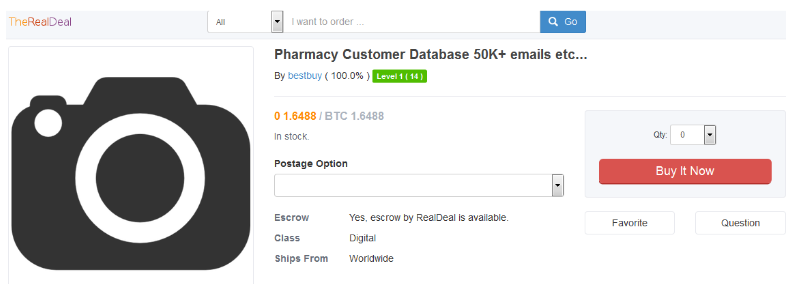 TheRealDeal
All
I want to order ...
Go
Pharmacy Customer Database 50K+ emails etc...
By bestbuy ( 100.0% ) Level 1 ( 14 )
0 1.6488 / BTC 1.6488
In stock.
Qty: 0
Buy It Now
Postage Option
Favorite
Question
Escrow Yes, escrow by RealDeal is available.
Class Digital
Ships From Worldwide